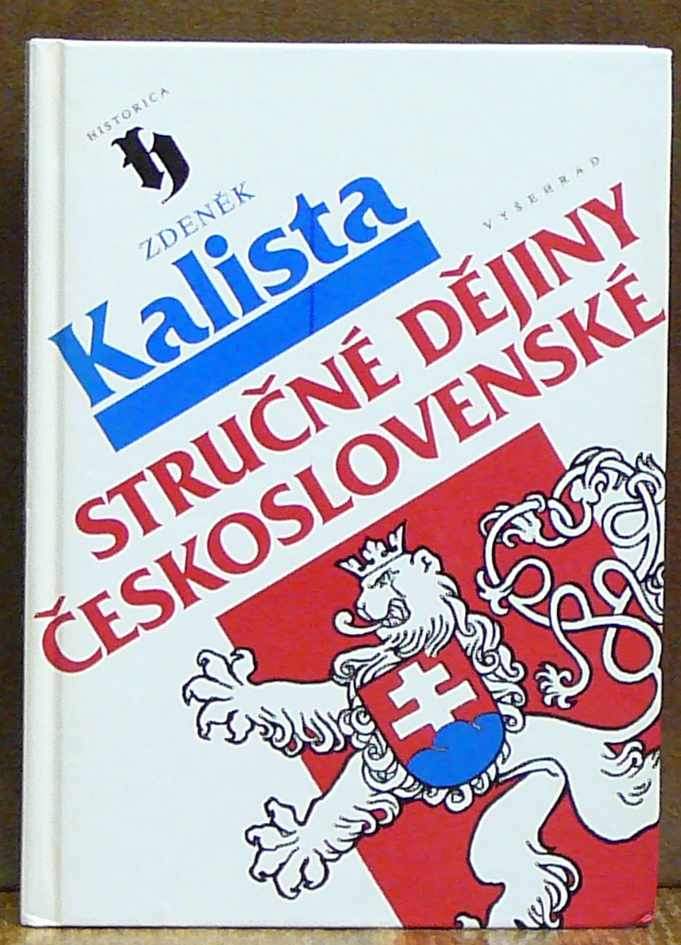 HISTORICA
h
ZDENĚK
Kalista
VYŠEHRAD
STRUČNÉ DĚJINY
ČESKOSLOVENSKÉ